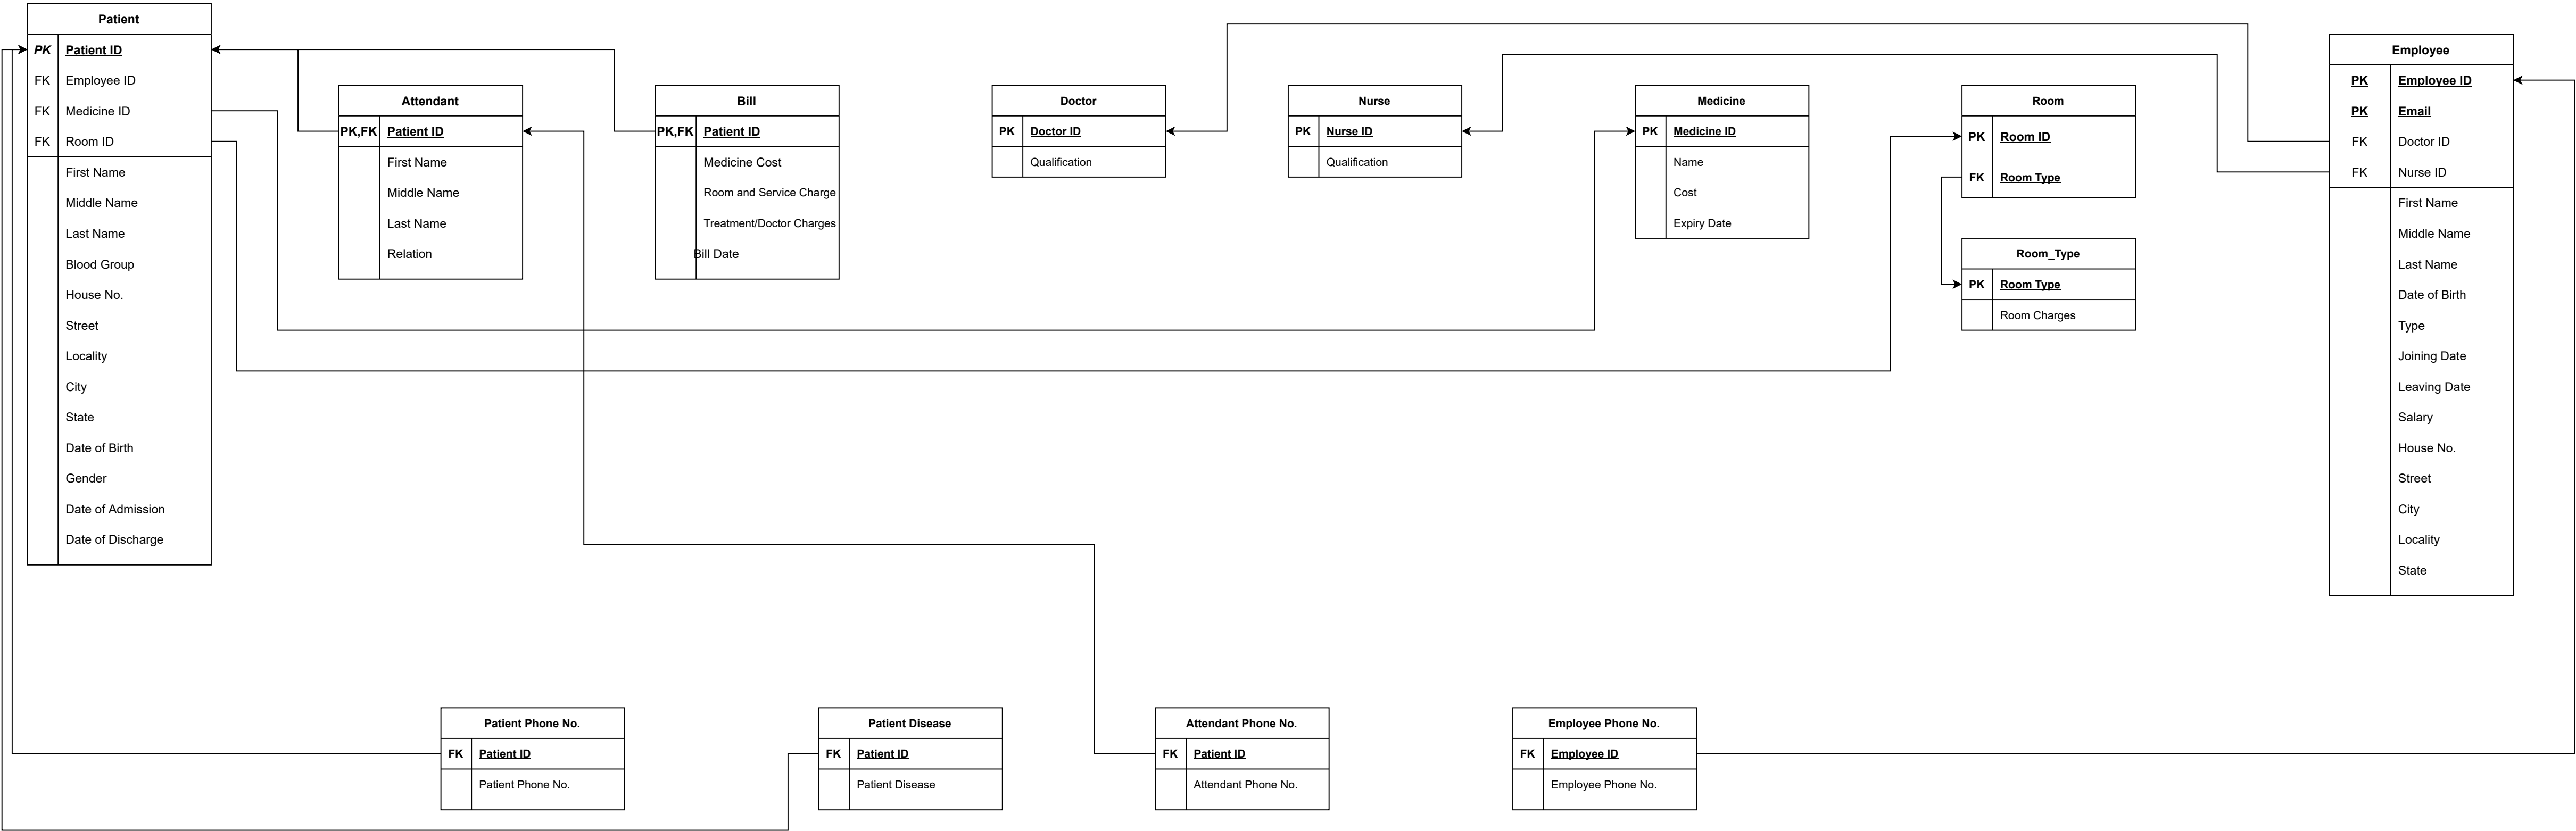 Patient
PK Patient ID
FK Employee ID
FK Medicine ID
FK Room ID
First Name
Middle Name
Last Name
Blood Group
House No.
Street
Locality
City
State
Date of Birth
Gender
Date of Admission
Date of Discharge
Attendant
PK,FK Patient ID
First Name
Middle Name
Last Name
Relation
Bill
PK,FK Patient ID
Medicine Cost
Room and Service Charge
Treatment/Doctor Charges
Bill Date
Doctor
PK Doctor ID
Qualification
Nurse
PK Nurse ID
Qualification
Medicine
PK Medicine ID
Name
Cost
Expiry Date
Room
PK Room ID
FK Room Type
Room_Type
PK Room Type
Room Charges
Employee
PK Employee ID
PK Email
FK Doctor ID
FK Nurse ID
First Name
Middle Name
Last Name
Date of Birth
Type
Joining Date
Leaving Date
Salary
House No.
Street
City
Locality
State
Patient Phone No.
FK Patient ID
Patient Phone No.
Patient Disease
FK Patient ID
Patient Disease
Attendant Phone No.
FK Patient ID
Attendant Phone No.
Employee Phone No.
FK Employee ID
Employee Phone No.